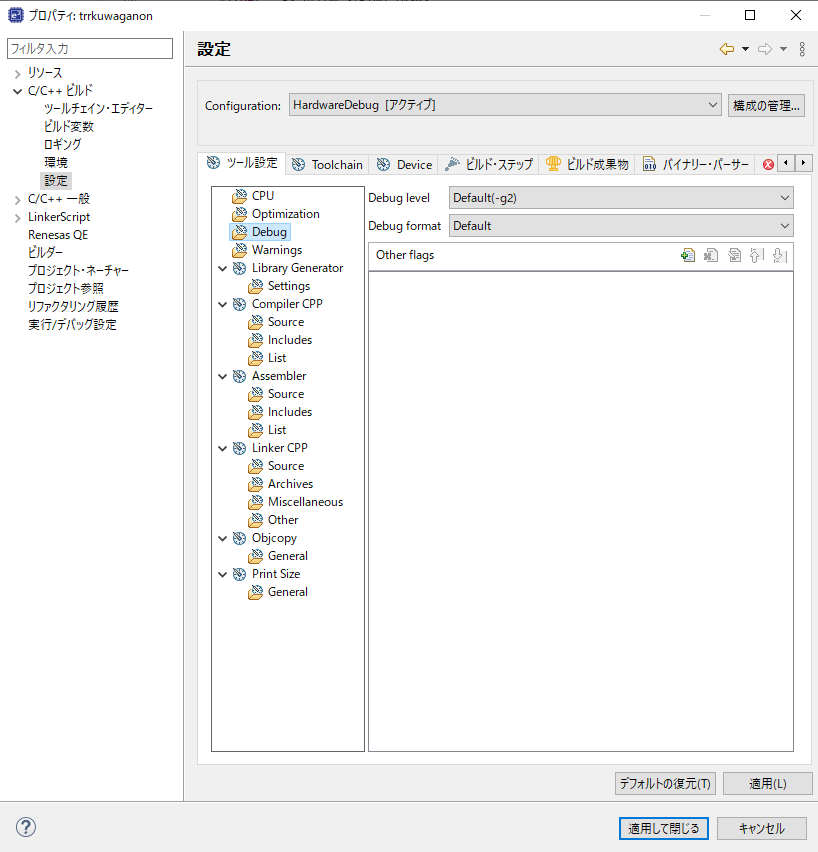 プロパティ: trrkuwaganon
フィルタ入力
リソース
C/C++ ビルド
ツールチェイン・エディター
ビルド変数
ロギング
環境
設定
C/C++ 一般
LinkerScript
Renesas QE
ビルダー
プロジェクト・ネーチャー
プロジェクト参照
リファクタリング履歴
実行/デバッグ設定
設定
Configuration:
HardwareDebug [アクティブ]
構成の管理...
ツール設定
Toolchain
Device
ビルド・ステップ
ビルド成果物
バイナリー・パーサー
CPU
Optimization
Debug
Warnings
Library Generator
Settings
Compiler CPP
Source
Includes
List
Assembler
Source
Includes
List
Linker CPP
Source
Archives
Miscellaneous
Other
Objcopy
General
Print Size
General
Debug level
Default(-g2)
Debug format
Default
Other flags
デフォルトの復元(T)
適用(L)
適用して閉じる
キャンセル